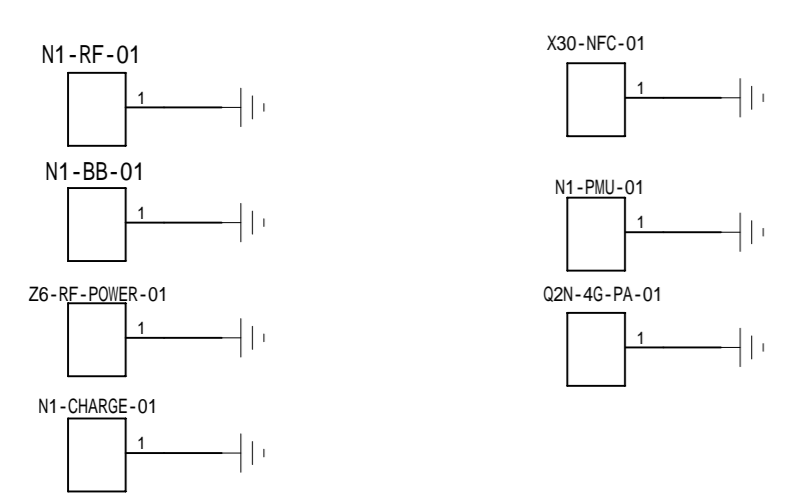 N1-RF-01
1
N1-BB-01
1
Z6-RF-POWER-01
1
N1-CHARGE-01
1
X30-NFC-01
1
N1-PMU-01
1
Q2N-4G-PA-01
1